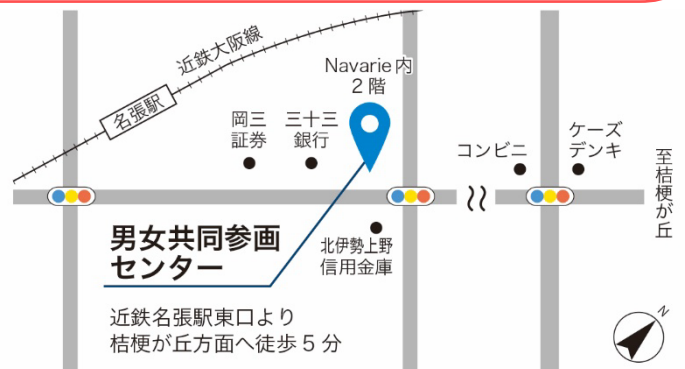 近鉄大阪線
名張駅
Navarie内
2階
岡三
証券
三十三
銀行
コンビニ
ケーズ
デンキ
至桔梗が丘
男女共同参画
センター
北伊勢上野
信用金庫
近鉄名張駅東口より
桔梗が丘方面へ徒歩5分
N